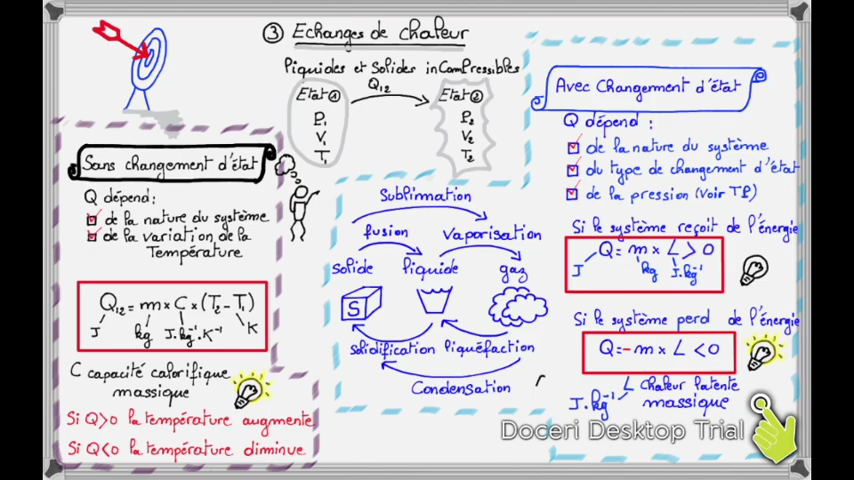 ③ Echanges de chaleur
Liquides et Solides inCompressibles
Etat ① Q₁₂ Etat ②
P₁ P₂
V₁ V₂
T₁ T₂
Sans changement d'état
Q dépend:
de la nature du système
de la variation de la
Température
Q₁₂ = m × C × (T₂ - T₁)
J kg J.kg⁻¹.K⁻¹ K
C capacité calorifique
massique
Si Q>0 la température augmente
Si Q<0 la température diminue
Sublimation
fusion Vaporisation
solide liquide gaz
S
Solidification liquéfaction
Condensation
Avec Changement d'état
Q dépend:
de la nature du système
du type de changement d'état
de la pression (Voir TP)
Si le système reçoit de l'énergie
Q = m × L > 0
J kg J.kg⁻¹
Si le système perd de l'énergie
Q = - m × L < 0
L Chaleur latente
J.kg⁻¹ massique
Doceri Desktop Trial